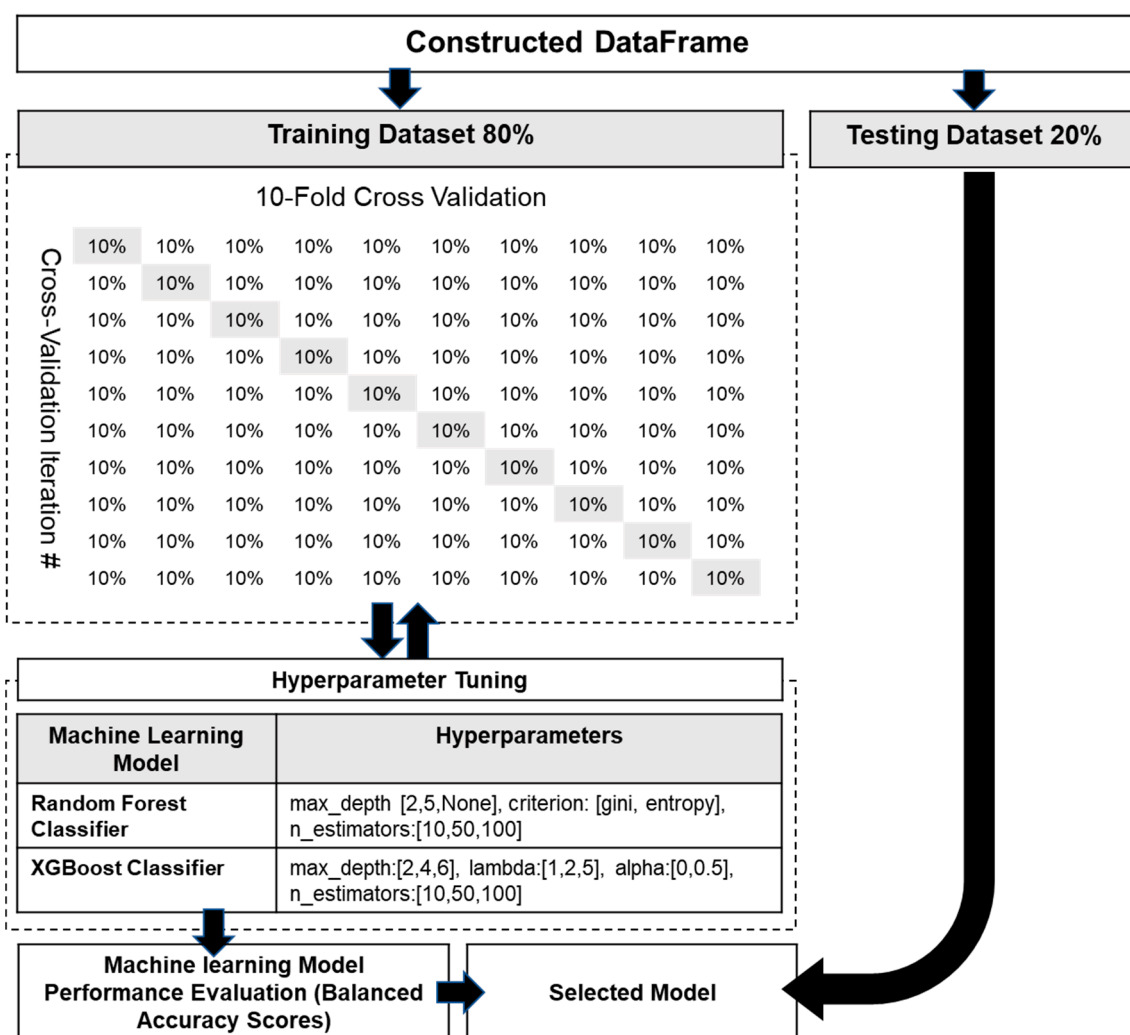 Constructed DataFrame
Training Dataset 80%
Testing Dataset 20%
10-Fold Cross Validation
Cross-Validation Iteration #
10% 10% 10% 10% 10% 10% 10% 10% 10% 10%
10% 10% 10% 10% 10% 10% 10% 10% 10% 10%
10% 10% 10% 10% 10% 10% 10% 10% 10% 10%
10% 10% 10% 10% 10% 10% 10% 10% 10% 10%
10% 10% 10% 10% 10% 10% 10% 10% 10% 10%
10% 10% 10% 10% 10% 10% 10% 10% 10% 10%
10% 10% 10% 10% 10% 10% 10% 10% 10% 10%
10% 10% 10% 10% 10% 10% 10% 10% 10% 10%
10% 10% 10% 10% 10% 10% 10% 10% 10% 10%
10% 10% 10% 10% 10% 10% 10% 10% 10% 10%
Hyperparameter Tuning
Machine Learning
Model
Hyperparameters
Random Forest
Classifier
max_depth [2,5,None], criterion: [gini, entropy],
n_estimators:[10,50,100]
XGBoost Classifier
max_depth:[2,4,6], lambda:[1,2,5], alpha:[0,0.5],
n_estimators:[10,50,100]
Machine learning Model
Performance Evaluation (Balanced
Accuracy Scores)
Selected Model